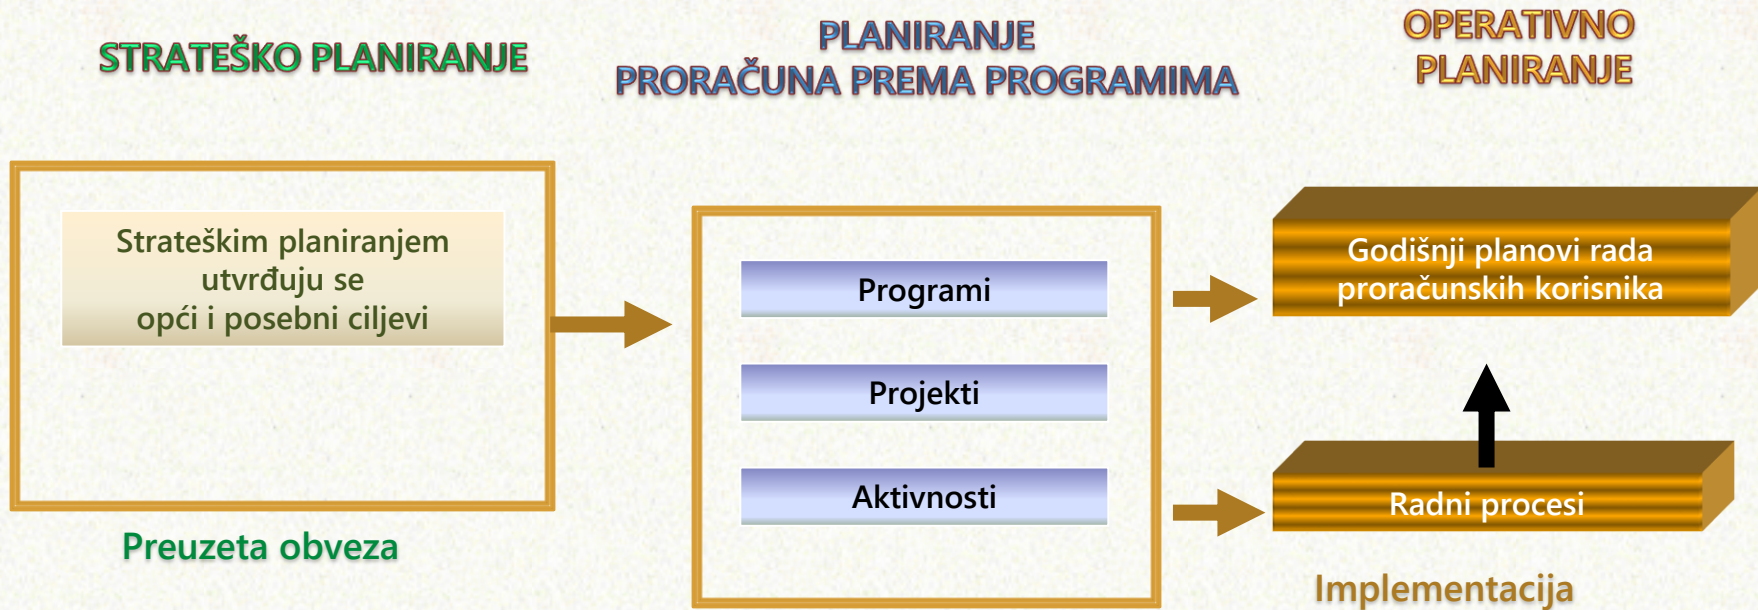 STRATEŠKO PLANIRANJE
PLANIRANJE
PRORAČUNA PREMA PROGRAMIMA
OPERATIVNO
PLANIRANJE
Strateškim planiranjem
utvrđuju se
opći i posebni ciljevi
Preuzeta obveza
Programi
Projekti
Aktivnosti
Godišnji planovi rada
proračunskih korisnika
Radni procesi
Implementacija